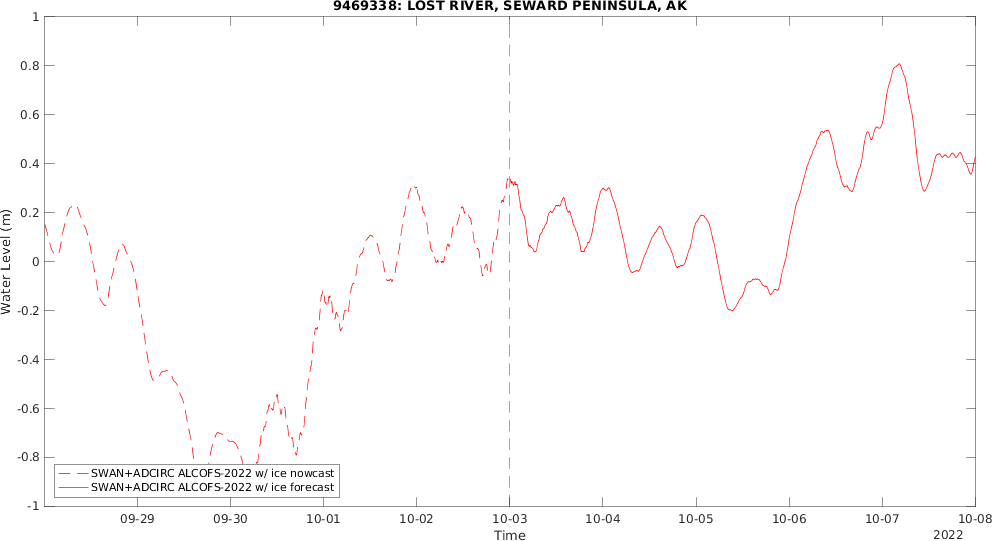 9469338: LOST RIVER, SEWARD PENINSULA, AK
1
0.8
0.6
0.4
0.2
0
-0.2
-0.4
-0.6
-0.8
-1
Water Level (m)
SWAN+ADCIRC ALCOFS-2022 w/ ice nowcast
SWAN+ADCIRC ALCOFS-2022 w/ ice forecast
09-29 09-30 10-01 10-02 10-03 10-04 10-05 10-06 10-07 10-08
Time
2022